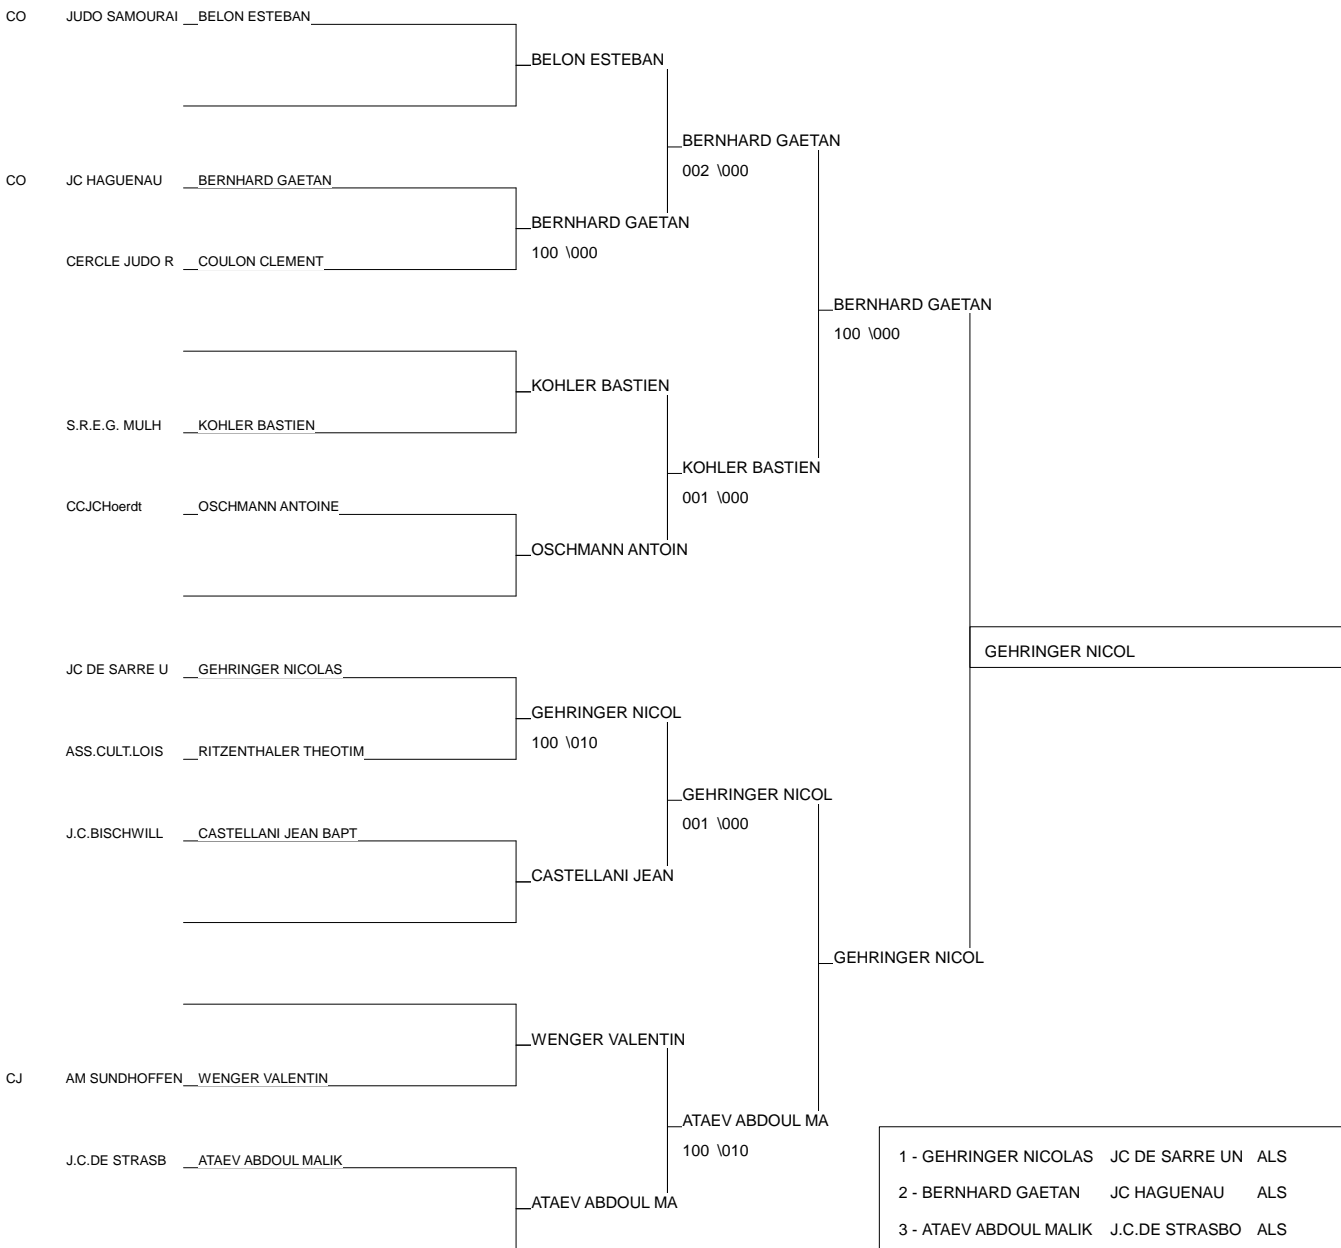 CO JUDO SAMOURAI BELON ESTEBAN
BELON ESTEBAN
BERNHARD GAETAN
002 \000
CO JC HAGUENAU BERNHARD GAETAN
BERNHARD GAETAN
100 \000
CERCLE JUDO R COULON CLEMENT
BERNHARD GAETAN
100 \000
KOHLER BASTIEN
S.R.E.G. MULH KOHLER BASTIEN
KOHLER BASTIEN
001 \000
CCJCHoerdt OSCHMANN ANTOINE
OSCHMANN ANTOIN
GEHRINGER NICOL
JC DE SARRE U GEHRINGER NICOLAS
GEHRINGER NICOL
100 \010
ASS.CULT.LOIS RITZENTHALER THEOTIM
GEHRINGER NICOL
001 \000
J.C.BISCHWILL CASTELLANI JEAN BAPT
CASTELLANI JEAN
GEHRINGER NICOL
WENGER VALENTIN
CJ AM SUNDHOFFEN WENGER VALENTIN
ATAEV ABDOUL MA
100 \010
J.C.DE STRASB ATAEV ABDOUL MALIK
ATAEV ABDOUL MA
1 - GEHRINGER NICOLAS JC DE SARRE UN ALS
2 - BERNHARD GAETAN JC HAGUENAU ALS
3 - ATAEV ABDOUL MALIK J.C.DE STRASBO ALS